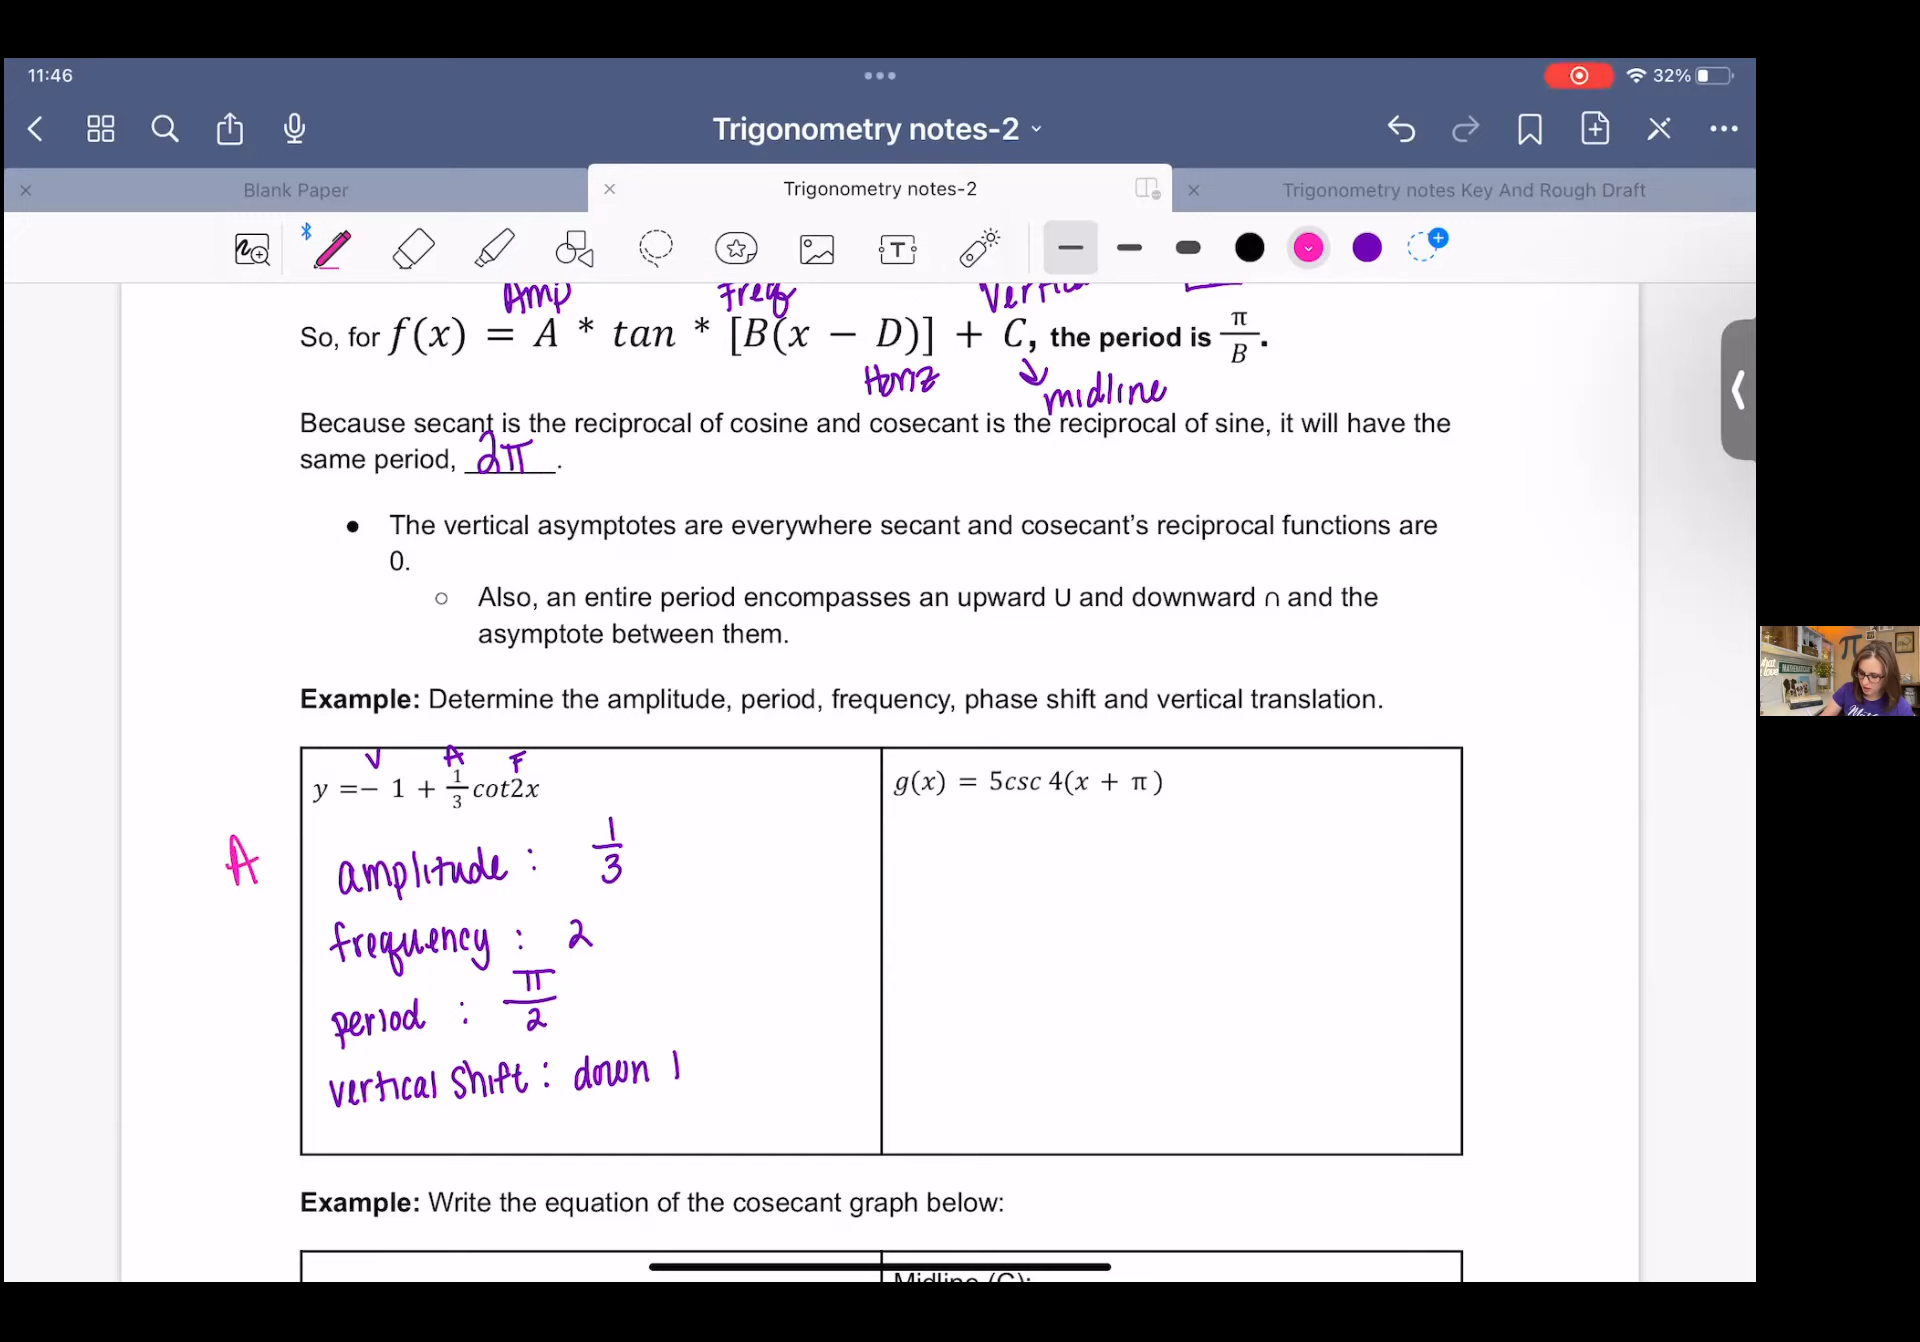 11:46
32%
Trigonometry notes-2
Blank Paper
Trigonometry notes-2
Trigonometry notes Key And Rough Draft
Amp Freq
So, for f(x) = A * tan * [B(x − D)] + C, the period is π/B.
Horiz
midline
Because secant is the reciprocal of cosine and cosecant is the reciprocal of sine, it will have the
same period, 2π.
● The vertical asymptotes are everywhere secant and cosecant's reciprocal functions are
0.
○ Also, an entire period encompasses an upward U and downward ∩ and the
asymptote between them.
Example: Determine the amplitude, period, frequency, phase shift and vertical translation.
V A F
y =− 1 + 1/3 cot2x
A
amplitude : 1/3
frequency : 2
period : π/2
vertical shift : down 1
g(x) = 5csc 4(x + π)
Example: Write the equation of the cosecant graph below:
Midline (C):